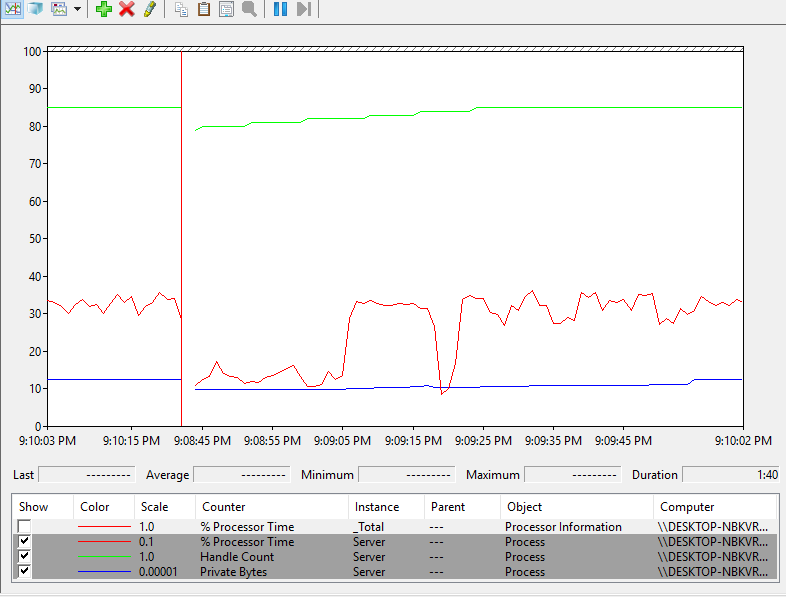 100
90
80
70
60
50
40
30
20
10
0
9:10:03 PM 9:10:15 PM 9:08:45 PM 9:08:55 PM 9:09:05 PM 9:09:15 PM 9:09:25 PM 9:09:35 PM 9:09:45 PM 9:10:02 PM
Last --------- Average --------- Minimum --------- Maximum --------- Duration 1:40
Show Color Scale Counter Instance Parent Object Computer
1.0 % Processor Time _Total --- Processor Information \\DESKTOP-NBKVR...
0.1 % Processor Time Server --- Process \\DESKTOP-NBKVR...
1.0 Handle Count Server --- Process \\DESKTOP-NBKVR...
0.00001 Private Bytes Server --- Process \\DESKTOP-NBKVR...